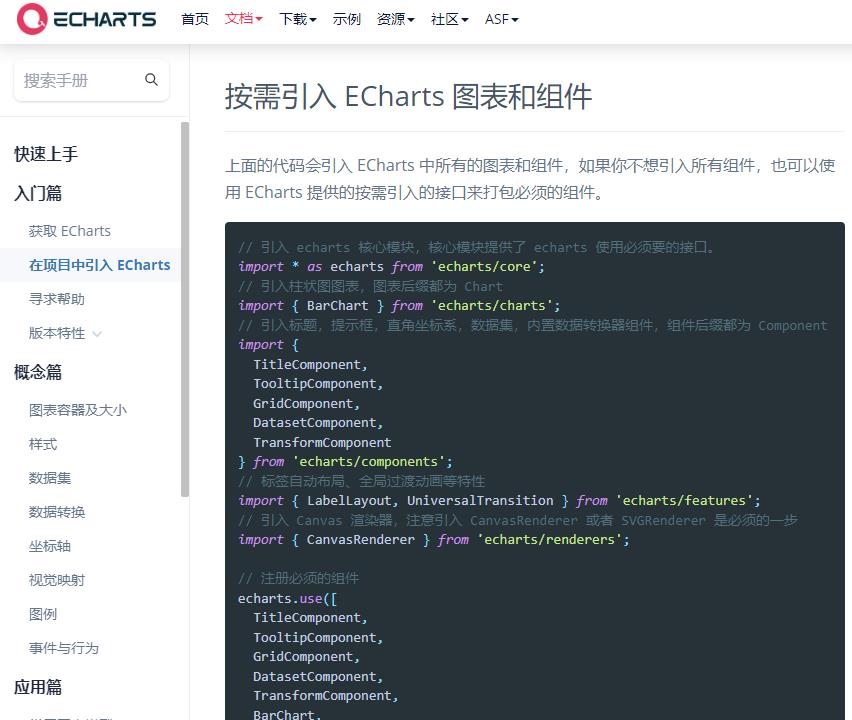 ECHARTS 首页 文档 下载 示例 资源 社区 ASF
搜索手册
快速上手
入门篇
获取 ECharts
在项目中引入 ECharts
寻求帮助
版本特性
概念篇
图表容器及大小
样式
数据集
数据转换
坐标轴
视觉映射
图例
事件与行为
应用篇
按需引入 ECharts 图表和组件
上面的代码会引入 ECharts 中所有的图表和组件，如果你不想引入所有组件，也可以使
用 ECharts 提供的按需引入的接口来打包必须的组件。
// 引入 echarts 核心模块，核心模块提供了 echarts 使用必须要的接口。
import * as echarts from 'echarts/core';
// 引入柱状图图表，图表后缀都为 Chart
import { BarChart } from 'echarts/charts';
// 引入标题，提示框，直角坐标系，数据集，内置数据转换器组件，组件后缀都为 Component
import {
  TitleComponent,
  TooltipComponent,
  GridComponent,
  DatasetComponent,
  TransformComponent
} from 'echarts/components';
// 标签自动布局、全局过渡动画等特性
import { LabelLayout, UniversalTransition } from 'echarts/features';
// 引入 Canvas 渲染器，注意引入 CanvasRenderer 或者 SVGRenderer 是必须的一步
import { CanvasRenderer } from 'echarts/renderers';
// 注册必须的组件
echarts.use([
  TitleComponent,
  TooltipComponent,
  GridComponent,
  DatasetComponent,
  TransformComponent,
  BarChart,